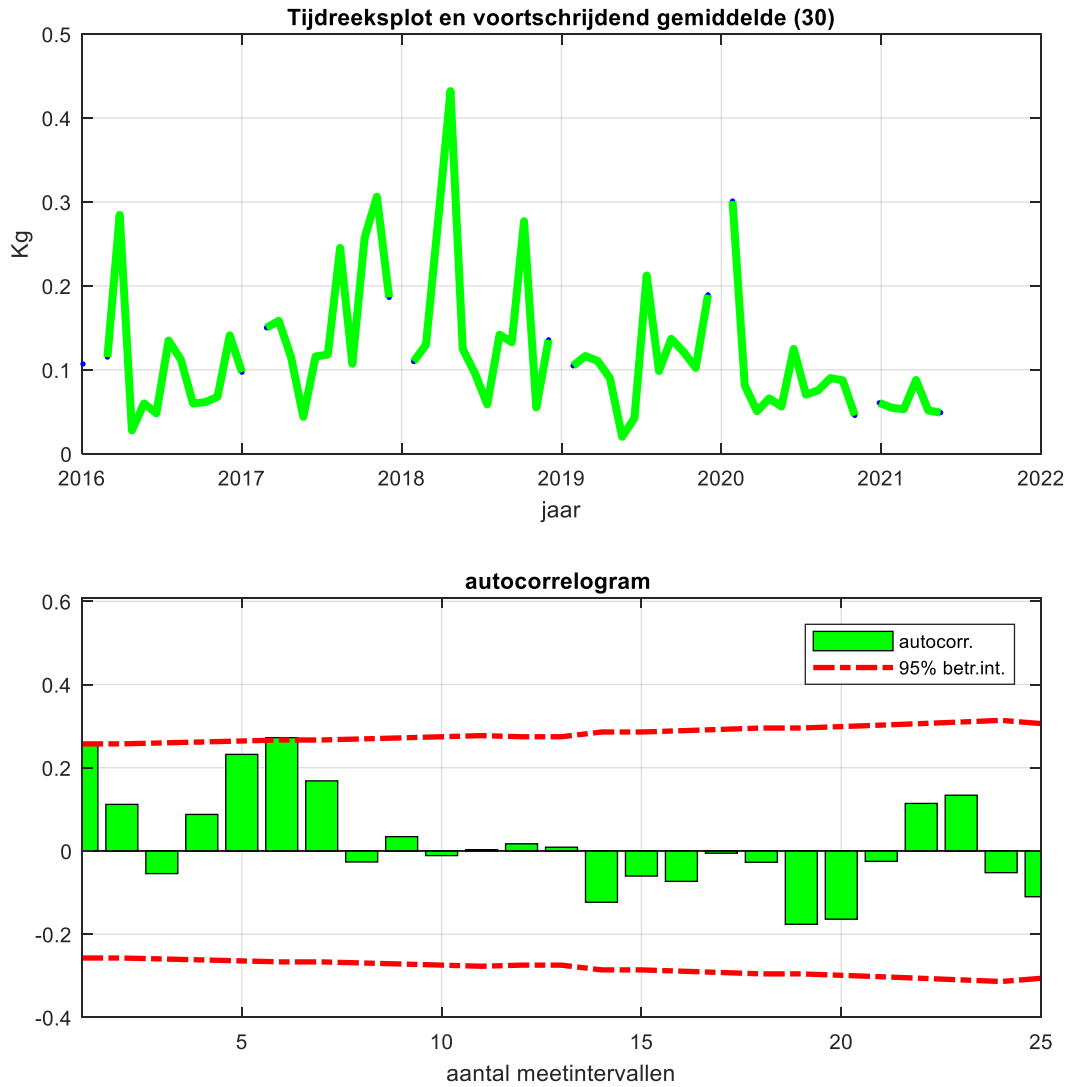 Tijdreeksplot en voortschrijdend gemiddelde (30)
0.5
0.4
0.3
0.2
0.1
0
Kg
2016 2017 2018 2019 2020 2021 2022
jaar
autocorrelogram
0.6
0.4
0.2
0
-0.2
-0.4
autocorr.
95% betr.int.
5 10 15 20 25
aantal meetintervallen